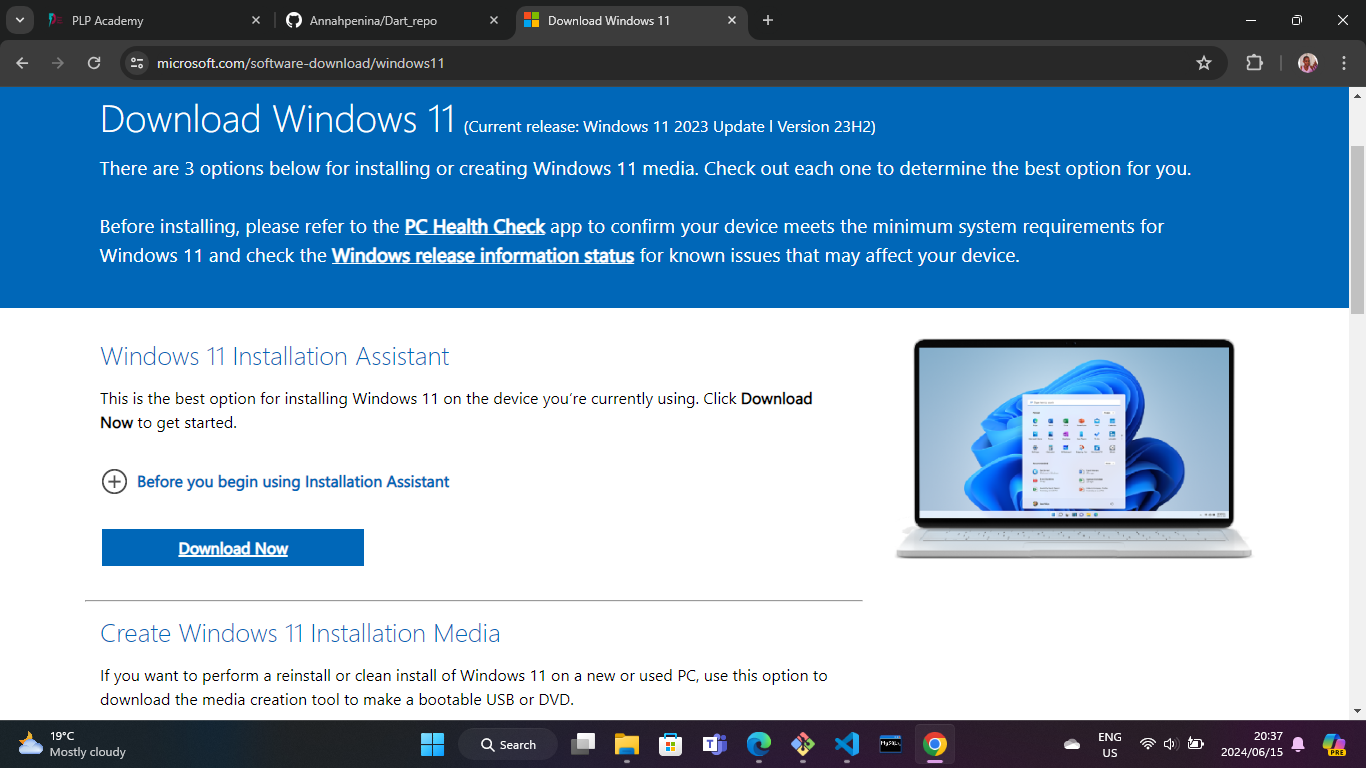 PLP Academy
Annahpenina/Dart_repo
Download Windows 11
microsoft.com/software-download/windows11
Download Windows 11 (Current release: Windows 11 2023 Update l Version 23H2)
There are 3 options below for installing or creating Windows 11 media. Check out each one to determine the best option for you.
Before installing, please refer to the PC Health Check app to confirm your device meets the minimum system requirements for
Windows 11 and check the Windows release information status for known issues that may affect your device.
Windows 11 Installation Assistant
This is the best option for installing Windows 11 on the device you’re currently using. Click Download
Now to get started.
Before you begin using Installation Assistant
Download Now
Create Windows 11 Installation Media
If you want to perform a reinstall or clean install of Windows 11 on a new or used PC, use this option to
download the media creation tool to make a bootable USB or DVD.
19°C
Mostly cloudy
Search
MySQL
ENG
US
20:37
2024/06/15
PRE